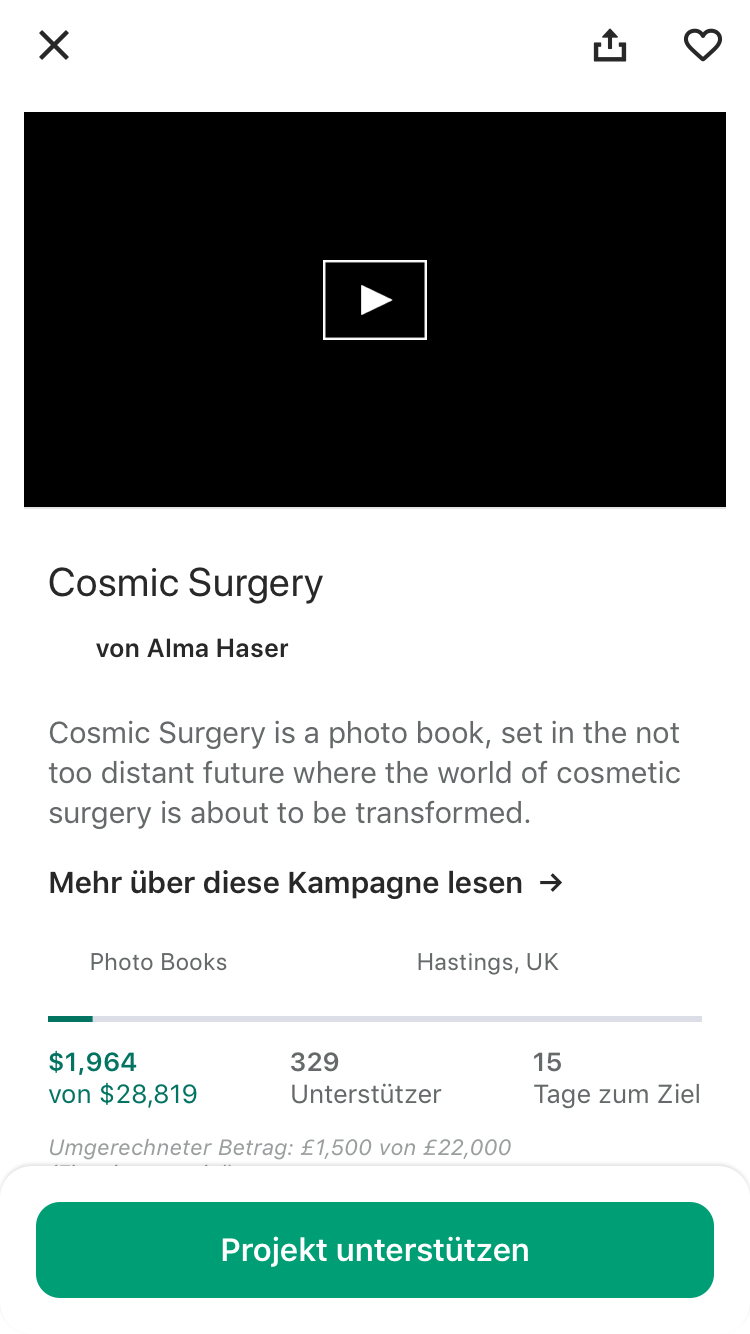 Cosmic Surgery
von Alma Haser
Cosmic Surgery is a photo book, set in the not
too distant future where the world of cosmetic
surgery is about to be transformed.
Mehr über diese Kampagne lesen →
Photo Books Hastings, UK
$1,964 329 15
von $28,819 Unterstützer Tage zum Ziel
Umgerechneter Betrag: £1,500 von £22,000
Projekt unterstützen